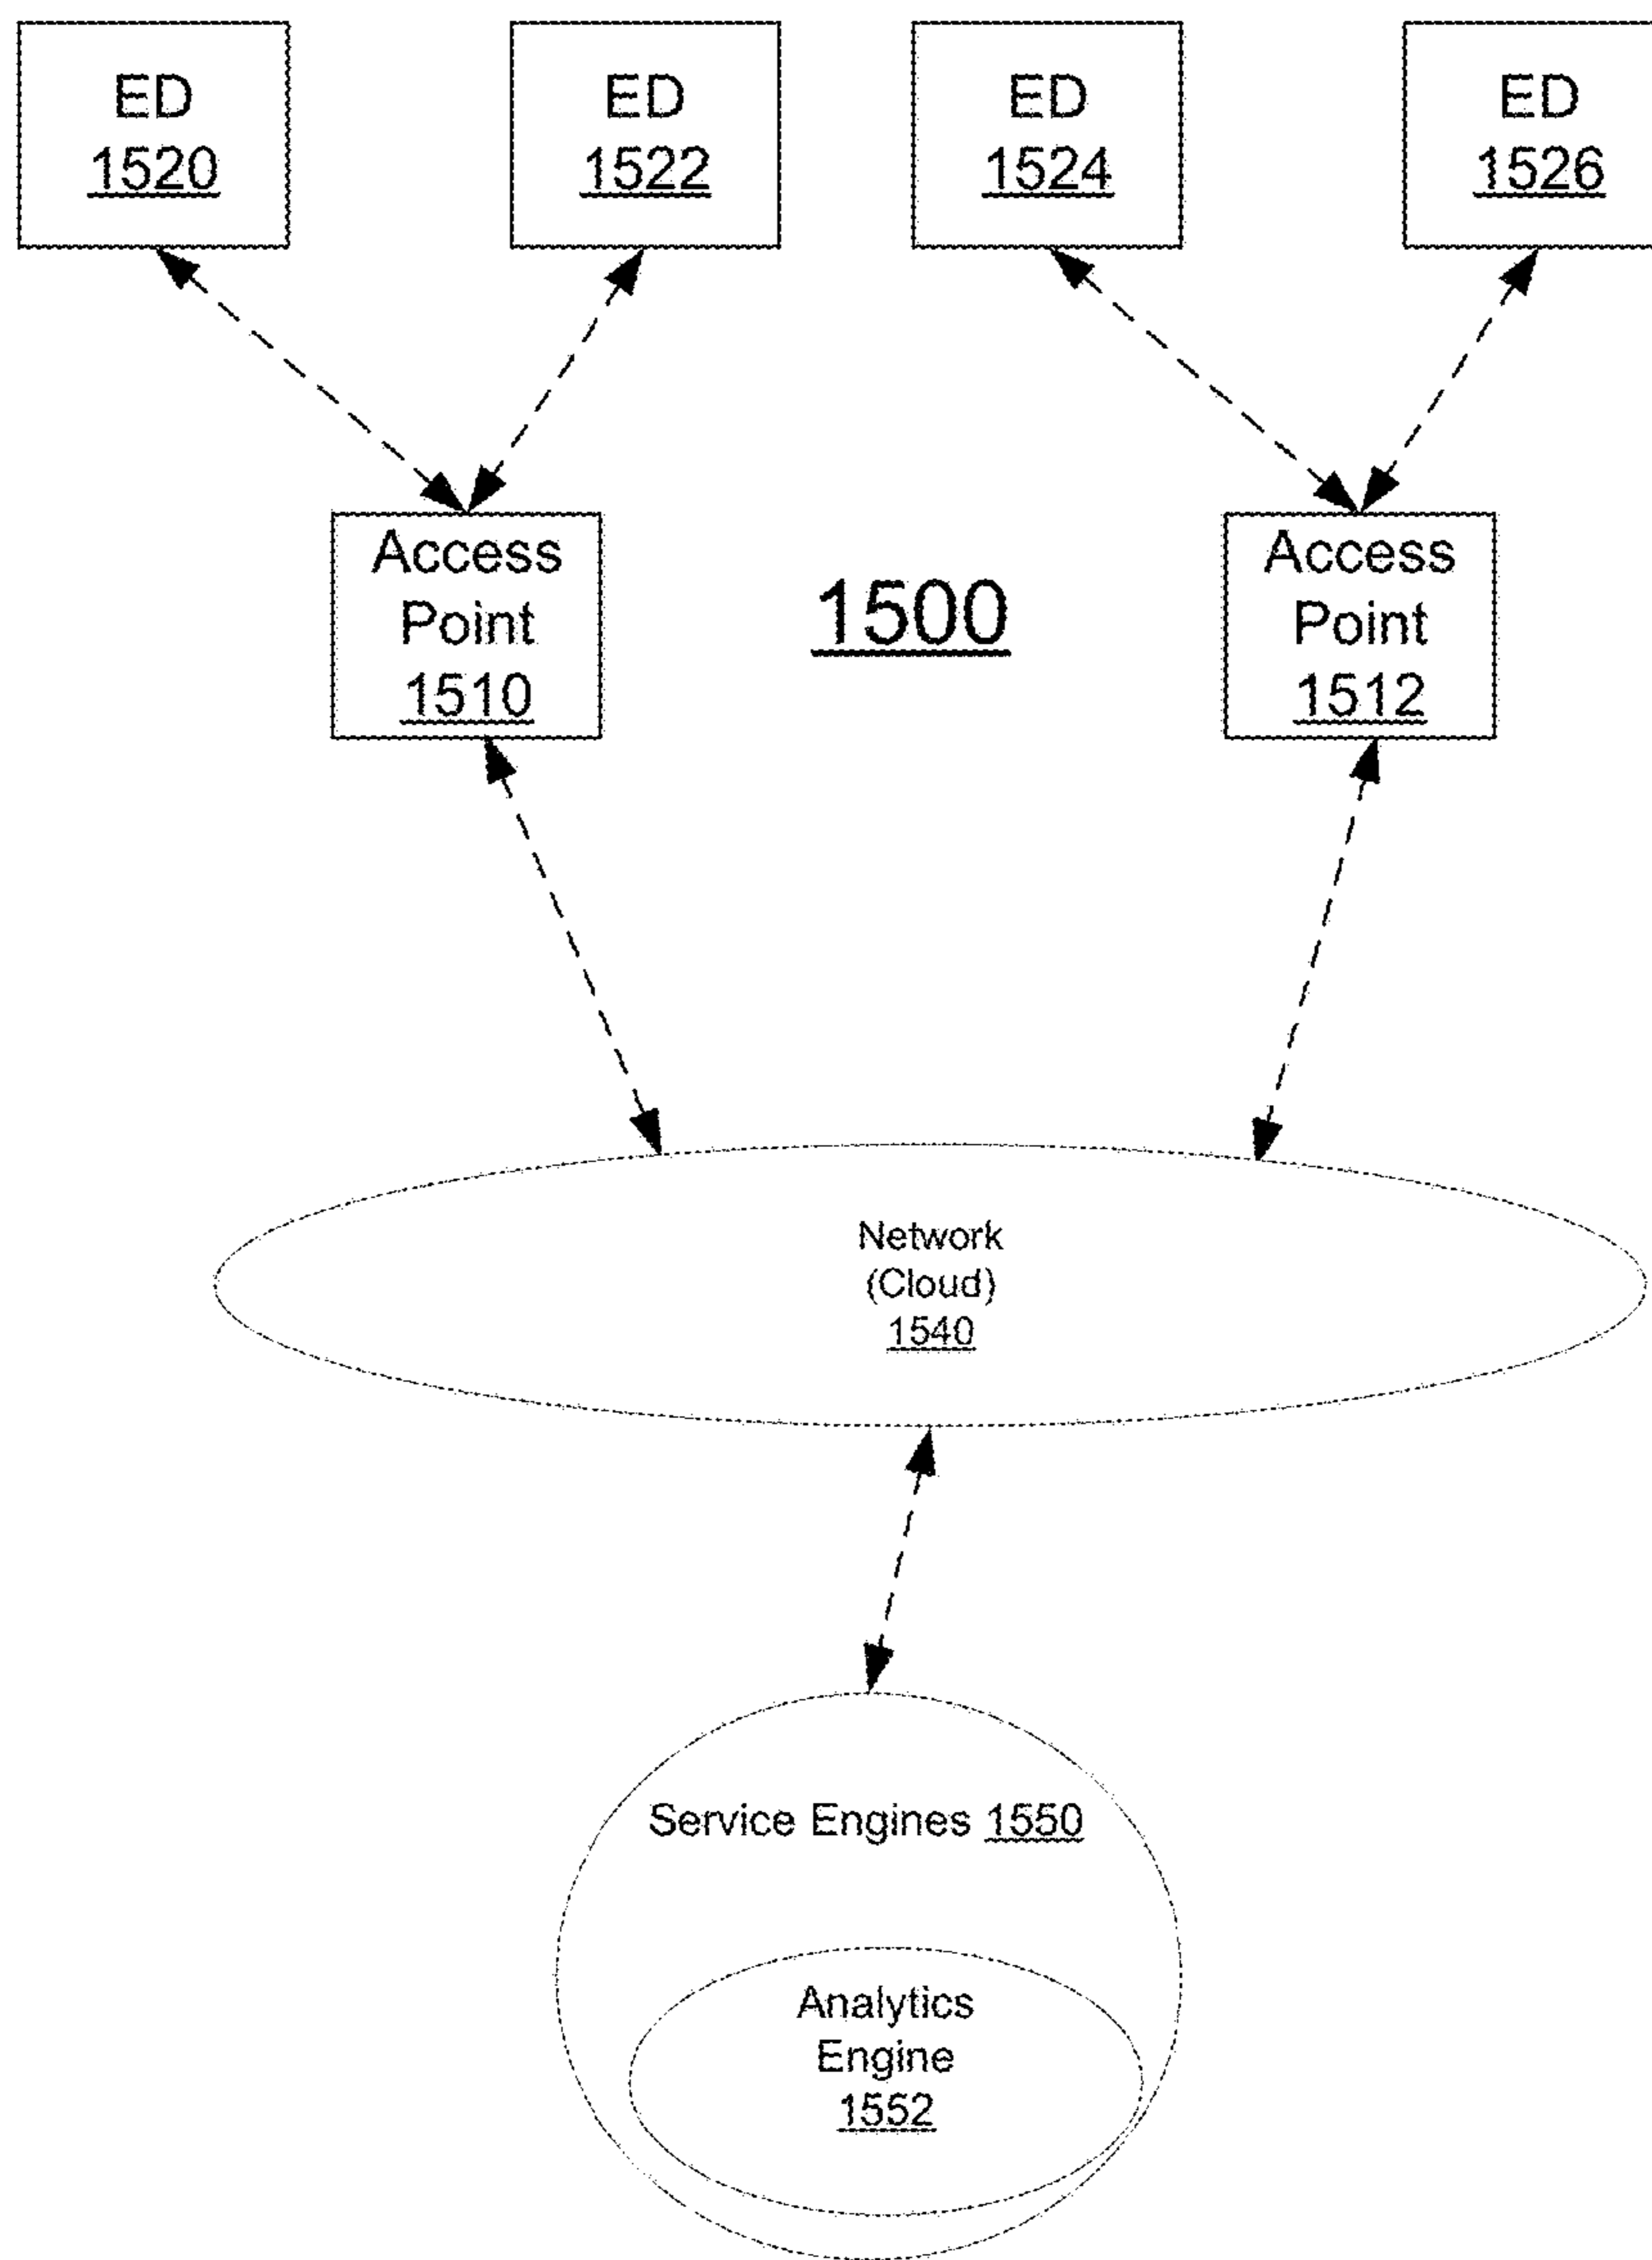 ED
1520
ED
1522
ED
1524
ED
1526
Access
Point
1510
1500
Access
Point
1512
Network
(Cloud)
1540
Service Engines 1550
Analytics
Engine
1552